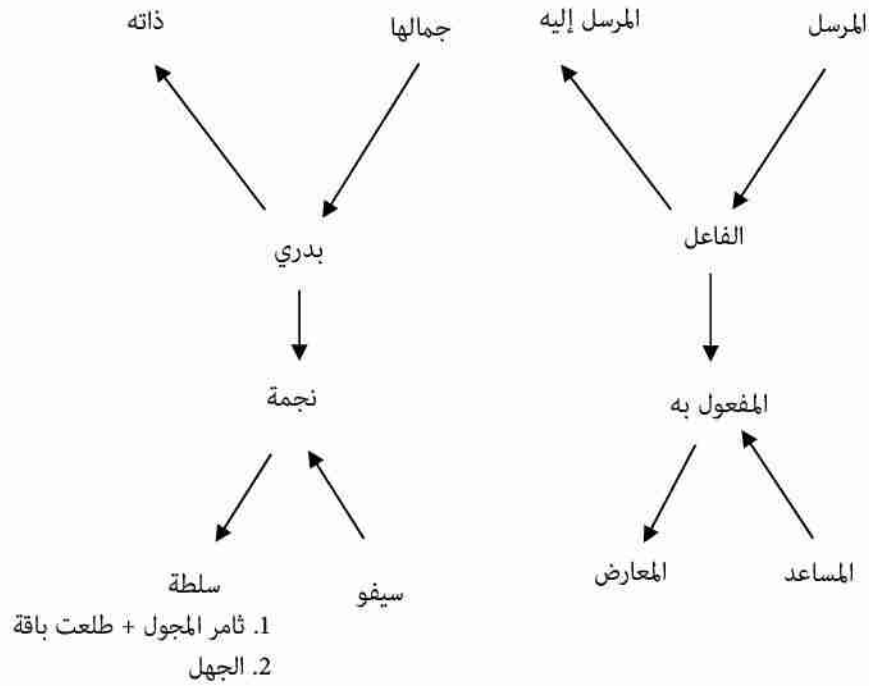 المرسل المرسل إليه جمالها ذاته
الفاعل بدري
المفعول به نجمة
المساعد المعارض سيفو سلطة
1. ثامر المجول + طلعت باقة
2. الجهل